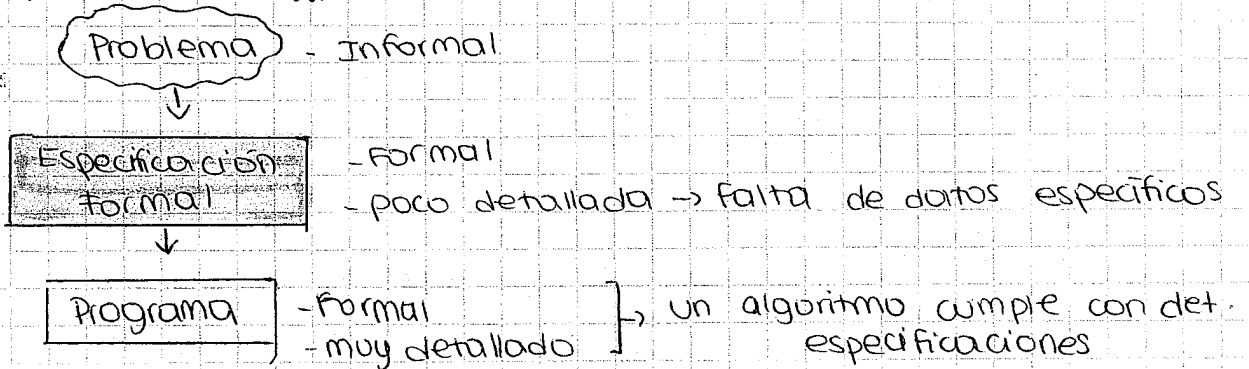 Problema - Informal
Especificación - Formal
formal - poco detallada → falta de datos específicos
Programa - Formal → un algoritmo cumple con det.
- muy detallado especificaciones